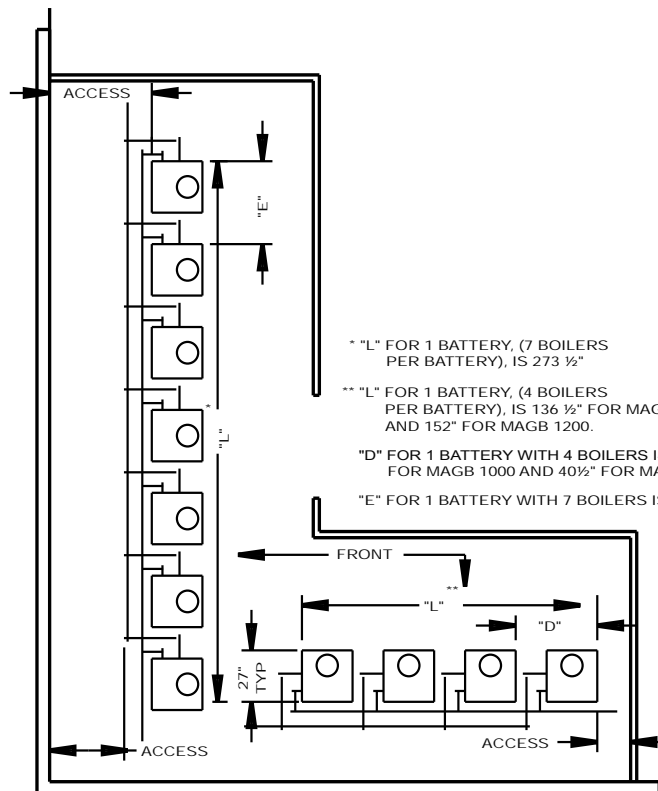 ACCESS
"E"
* "L" FOR 1 BATTERY, (7 BOILERS
PER BATTERY), IS 273 ½"
** "L" FOR 1 BATTERY, (4 BOILERS
PER BATTERY), IS 136 ½" FOR MAG
AND 152" FOR MAGB 1200.
"D" FOR 1 BATTERY WITH 4 BOILERS I
FOR MAGB 1000 AND 40½" FOR MA
"E" FOR 1 BATTERY WITH 7 BOILERS I
"L" *
FRONT
**
"L"
"D"
27"
TYP
ACCESS
ACCESS